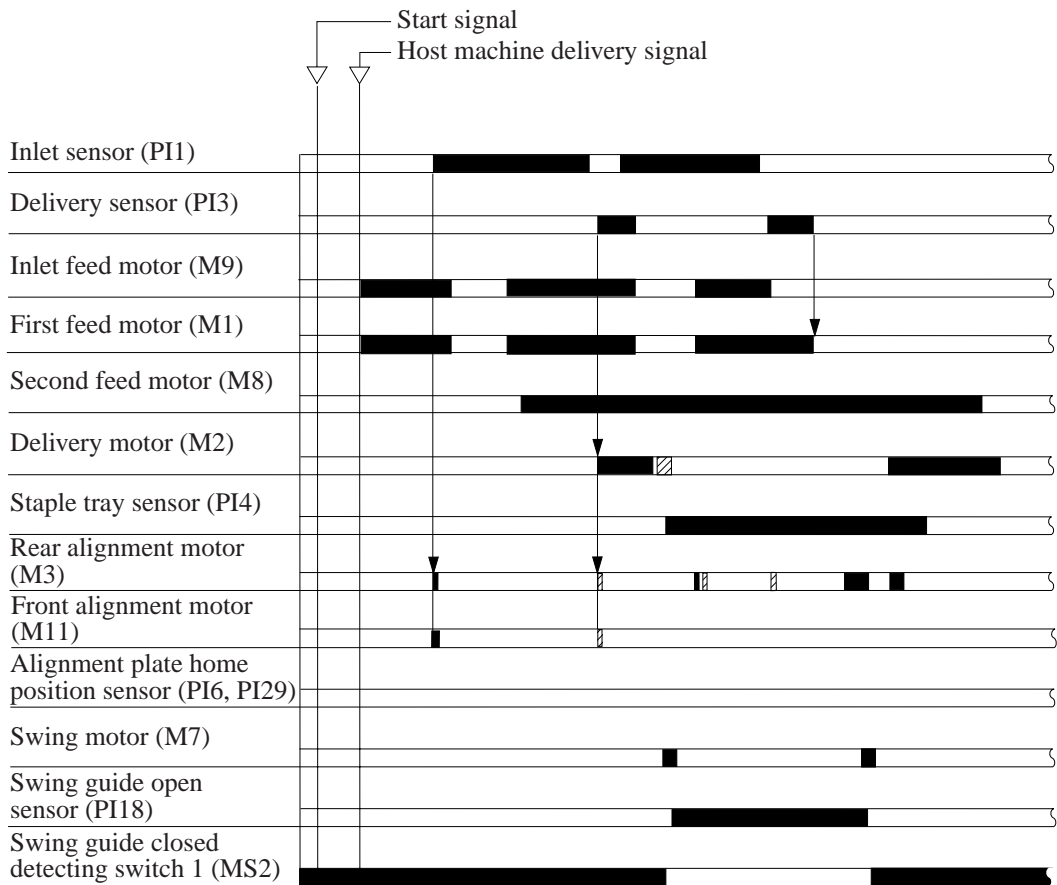 Start signal
Host machine delivery signal
Inlet sensor (PI1)
Delivery sensor (PI3)
Inlet feed motor (M9)
First feed motor (M1)
Second feed motor (M8)
Delivery motor (M2)
Staple tray sensor (PI4)
Rear alignment motor
(M3)
Front alignment motor
(M11)
Alignment plate home
position sensor (PI6, PI29)
Swing motor (M7)
Swing guide open
sensor (PI18)
Swing guide closed
detecting switch 1 (MS2)